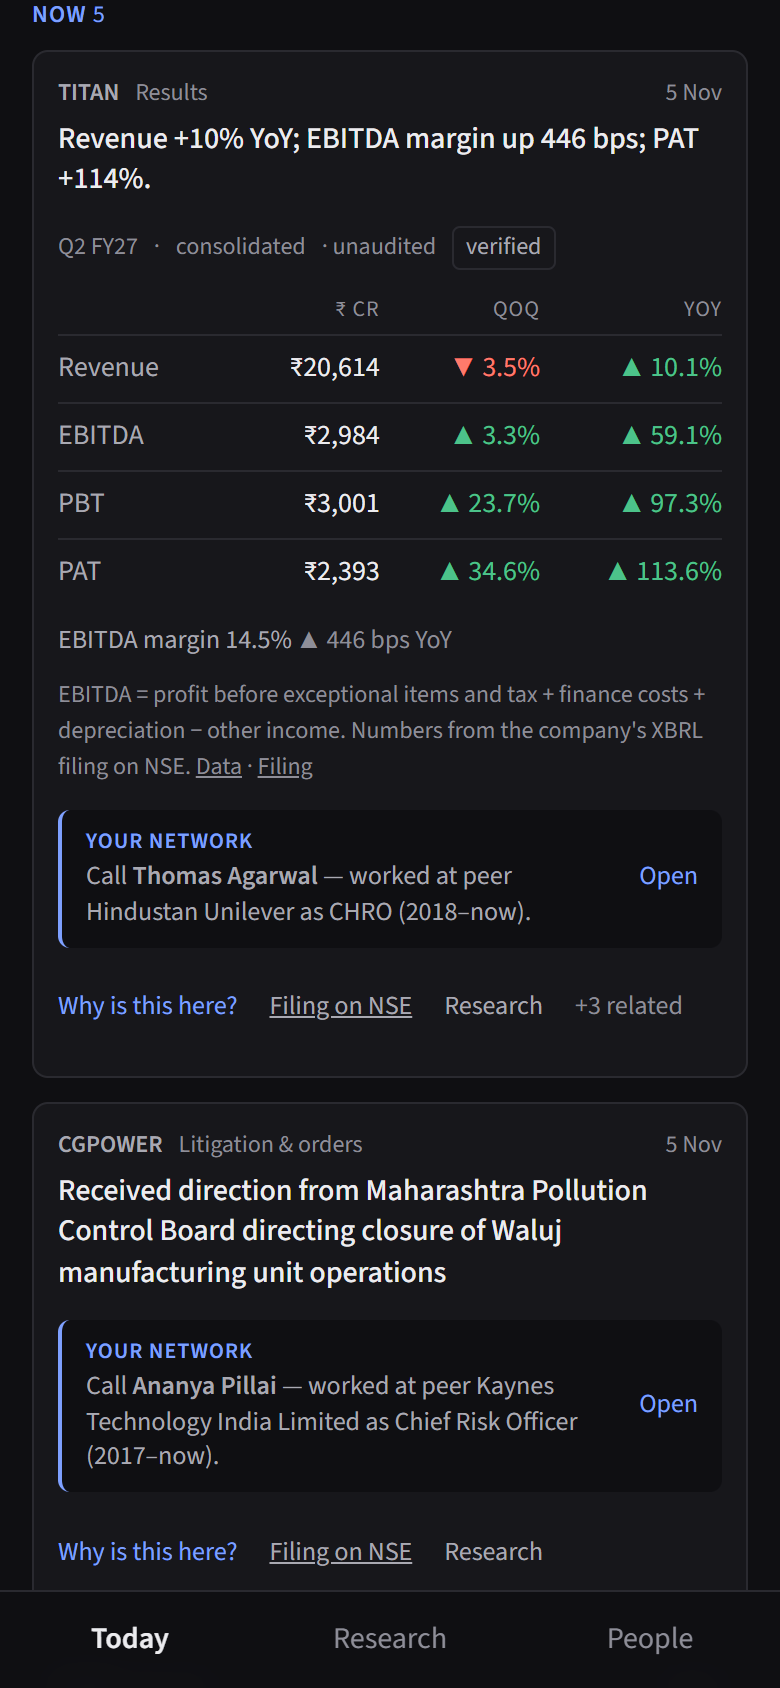 NOW 5
TITAN Results 5 Nov
Revenue +10% YoY; EBITDA margin up 446 bps; PAT
+114%.
Q2 FY27 · consolidated · unaudited verified
₹ CR QOQ YOY
Revenue ₹20,614 ▼ 3.5% ▲ 10.1%
EBITDA ₹2,984 ▲ 3.3% ▲ 59.1%
PBT ₹3,001 ▲ 23.7% ▲ 97.3%
PAT ₹2,393 ▲ 34.6% ▲ 113.6%
EBITDA margin 14.5% ▲ 446 bps YoY
EBITDA = profit before exceptional items and tax + finance costs +
depreciation − other income. Numbers from the company's XBRL
filing on NSE. Data · Filing
YOUR NETWORK
Call Thomas Agarwal — worked at peer
Hindustan Unilever as CHRO (2018–now).
Open
Why is this here? Filing on NSE Research +3 related
CGPOWER Litigation & orders 5 Nov
Received direction from Maharashtra Pollution
Control Board directing closure of Waluj
manufacturing unit operations
YOUR NETWORK
Call Ananya Pillai — worked at peer Kaynes
Technology India Limited as Chief Risk Officer
(2017–now).
Open
Why is this here? Filing on NSE Research
Today Research People